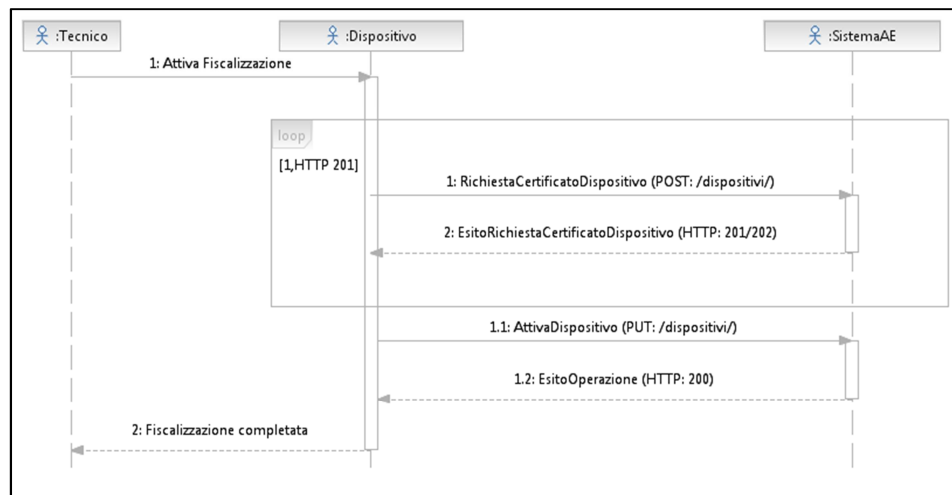 :Tecnico
:Dispositivo
:SistemaAE
1: Attiva Fiscalizzazione
loop
[1,HTTP 201]
1: RichiestaCertificatoDispositivo (POST: /dispositivi/)
2: EsitoRichiestaCertificatoDispositivo (HTTP: 201/202)
1.1: AttivaDispositivo (PUT: /dispositivi/)
1.2: EsitoOperazione (HTTP: 200)
2: Fiscalizzazione completata